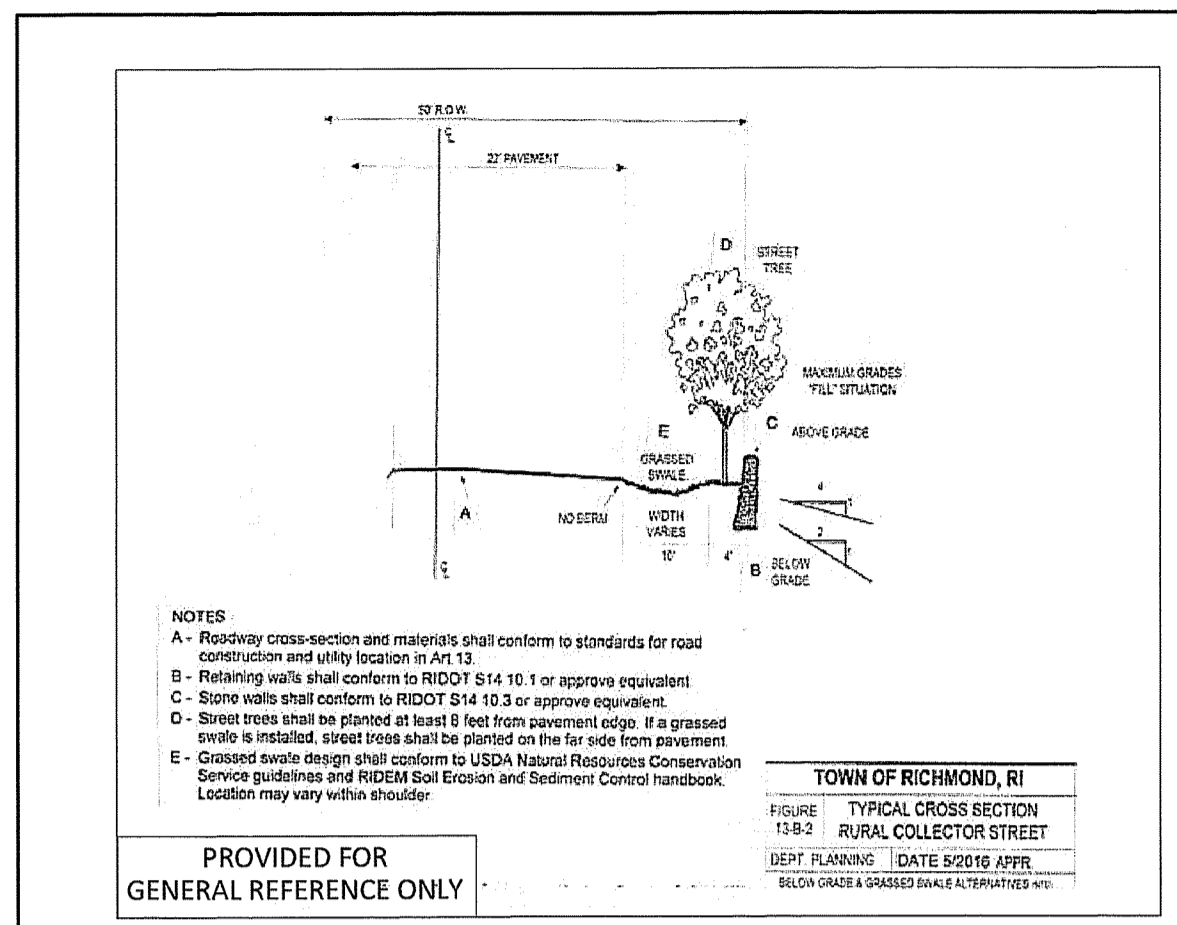 50' R.O.W.
C
L
22' PAVEMENT
D
STREET
TREE
MAXIMUM GRADES
"FILL" SITUATION
C
ABOVE GRADE
E
GRASSED
SWALE
4
A
NO BERM
WIDTH
VARIES
10'
4'
2
B
BELOW
GRADE
C
L
NOTES
A - Roadway cross-section and materials shall conform to standards for road
construction and utility location in Art. 13.
B - Retaining walls shall conform to RIDOT S14 10.1 or approve equivalent
C - Stone walls shall conform to RIDOT S14 10.3 or approve equivalent.
D - Street trees shall be planted at least 8 feet from pavement edge. If a grassed
swale is installed, street trees shall be planted on the far side from pavement.
E - Grassed swale design shall conform to USDA Natural Resources Conservation
Service guidelines and RIDEM Soil Erosion and Sediment Control handbook.
Location may vary within shoulder
TOWN OF RICHMOND, RI
FIGURE
13-B-2
TYPICAL CROSS SECTION
RURAL COLLECTOR STREET
DEPT. PLANNING DATE 5/2016 APPR.
BELOW GRADE & GRASSED SWALE ALTERNATIVES
PROVIDED FOR
GENERAL REFERENCE ONLY